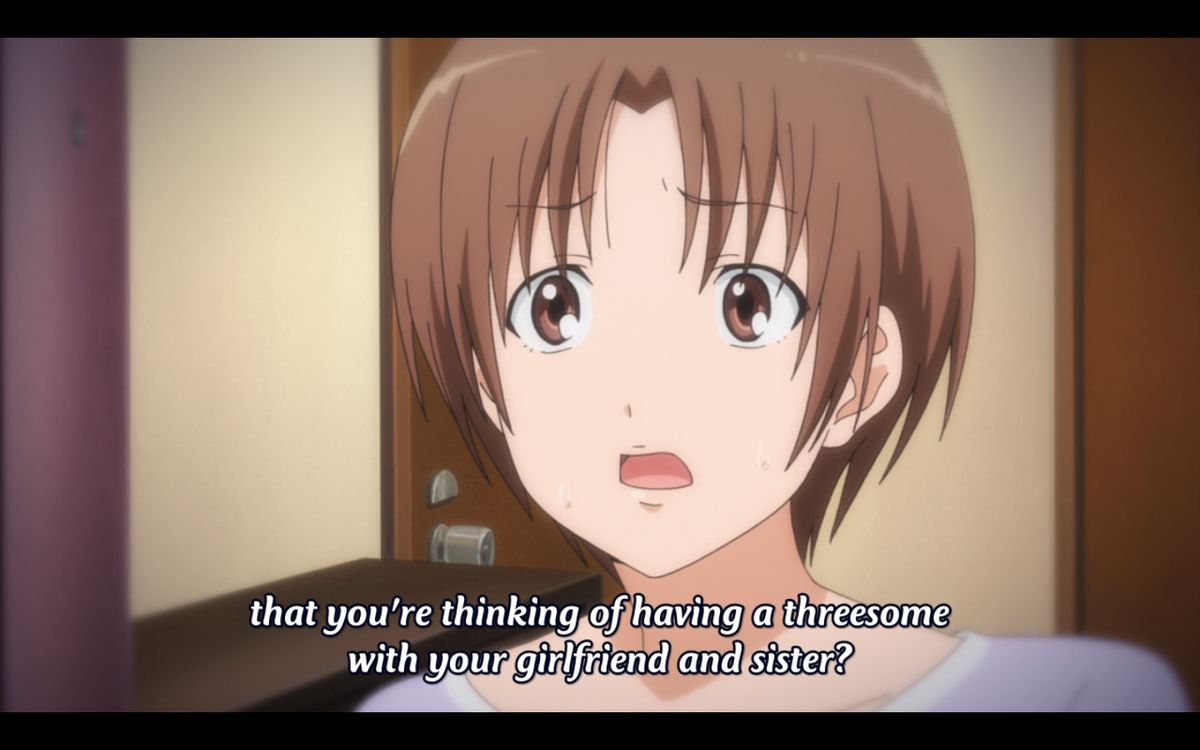 that you're thinking of having a threesome
with your girlfriend and sister?